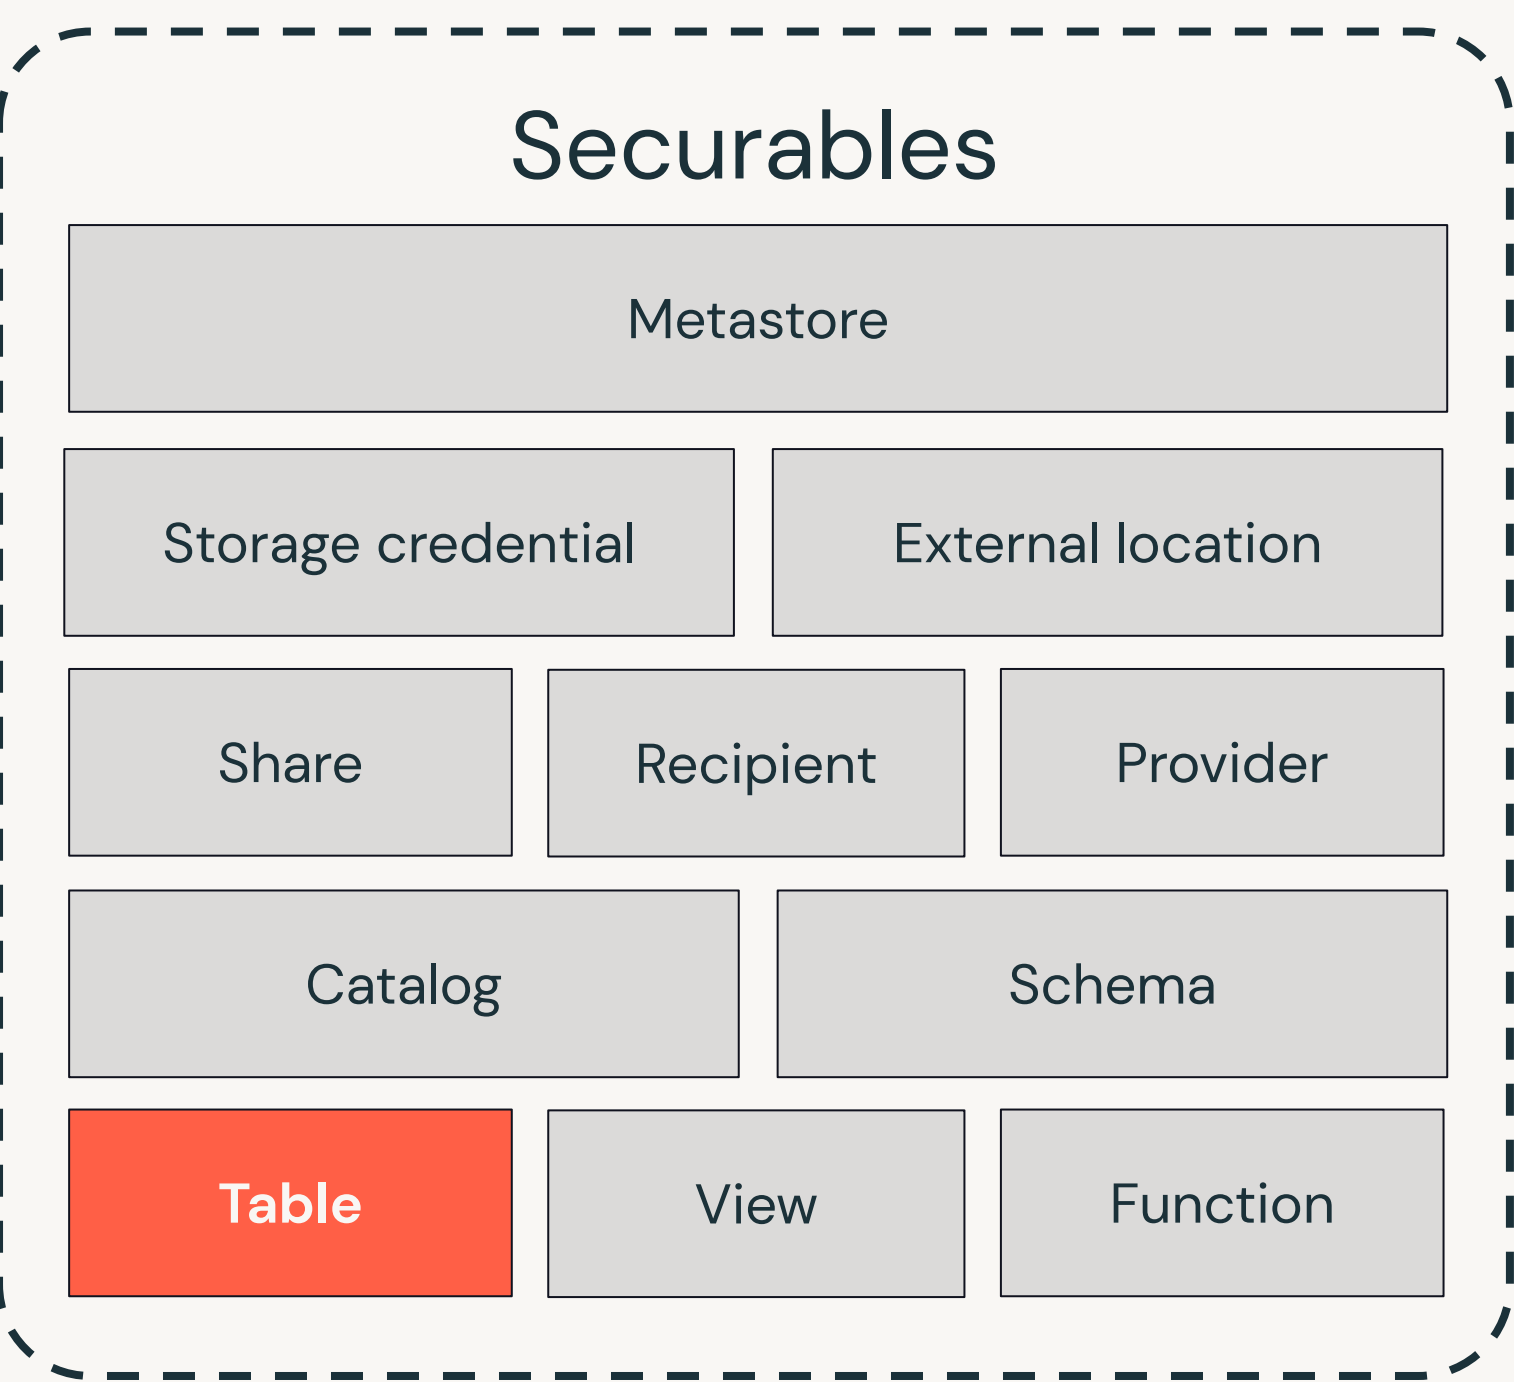 Securables
Metastore
Storage credential
External location
Share
Recipient
Provider
Catalog
Schema
Table
View
Function